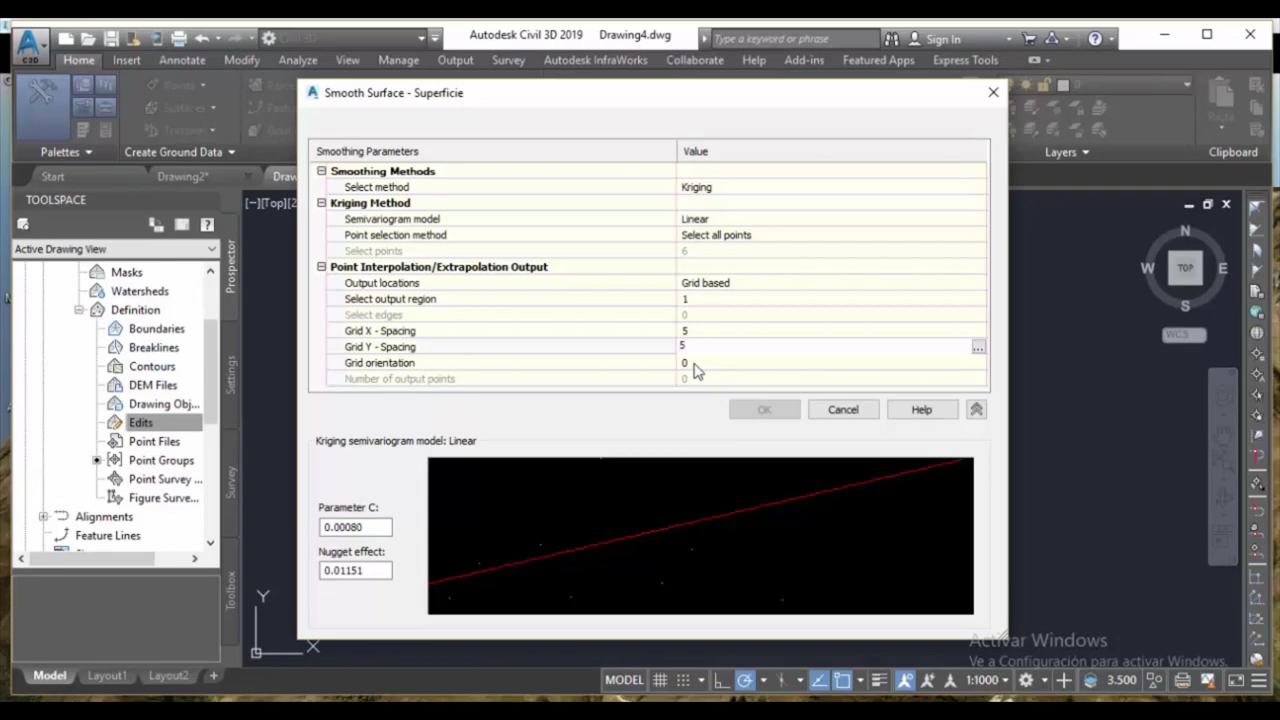 Autodesk Civil 3D 2019 Drawing4.dwg
Type a keyword or phrase
Sign In
C3D
Civil 3D
Home Insert Annotate Modify Analyze View Manage Output Survey Autodesk InfraWorks Collaborate Help Add-ins Featured Apps Express Tools
Points
Surfaces
Traverse
Paste
Palettes Create Ground Data Layers Clipboard
Start Drawing2*
TOOLSPACE
Active Drawing View
Masks
Watersheds
Definition
Boundaries
Breaklines
Contours
DEM Files
Drawing Obj...
Edits
Point Files
Point Groups
Point Survey ...
Figure Surve...
Alignments
Feature Lines
Prospector
Settings
Survey
Toolbox
[−][Top][2
Smooth Surface - Superficie
Smoothing Parameters Value
Smoothing Methods
Select method Kriging
Kriging Method
Semivariogram model Linear
Point selection method Select all points
Select points 6
Point Interpolation/Extrapolation Output
Output locations Grid based
Select output region 1
Select edges 0
Grid X - Spacing 5
Grid Y - Spacing 5 ...
Grid orientation 0
Number of output points 0
OK Cancel Help
Kriging semivariogram model: Linear
Parameter C:
0.00080
Nugget effect:
0.01151
N
W TOP E
S
WCS
Y
X
Activar Windows
Ve a Configuración para activar Windows.
Model Layout1 Layout2 +
MODEL 1:1000 3.500